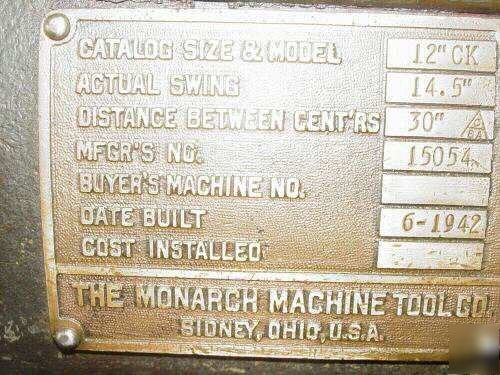 CATALOG SIZE & MODEL 12" CK
ACTUAL SWING 14.5"
DISTANCE BETWEEN CENT'RS 30"
MFGR'S NO. 15054
BUYER'S MACHINE NO.
DATE BUILT 6-1942
COST INSTALLED
THE MONARCH MACHINE TOOL CO.
SIDNEY, OHIO, U.S.A.